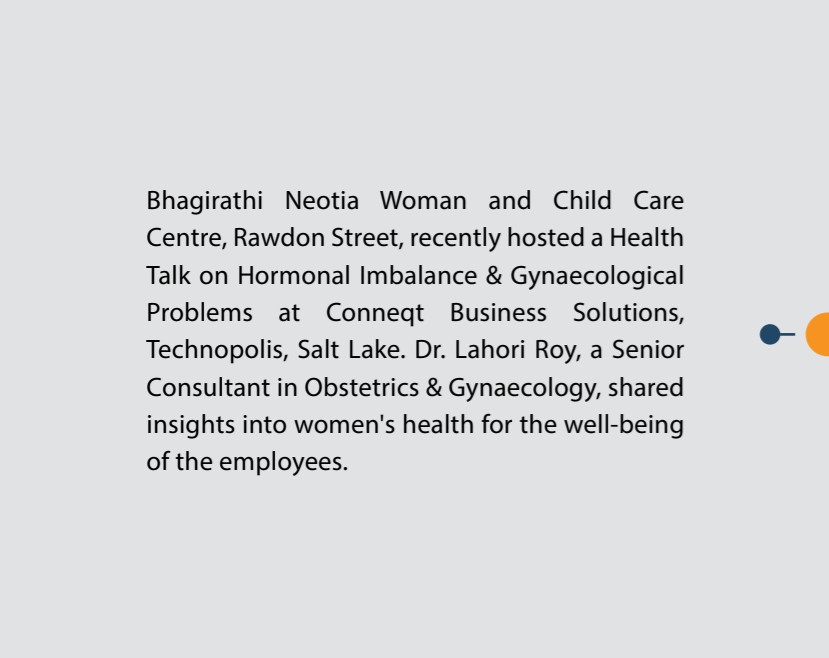 Bhagirathi Neotia Woman and Child Care
Centre, Rawdon Street, recently hosted a Health
Talk on Hormonal Imbalance & Gynaecological
Problems at Conneqt Business Solutions,
Technopolis, Salt Lake. Dr. Lahori Roy, a Senior
Consultant in Obstetrics & Gynaecology, shared
insights into women's health for the well-being
of the employees.